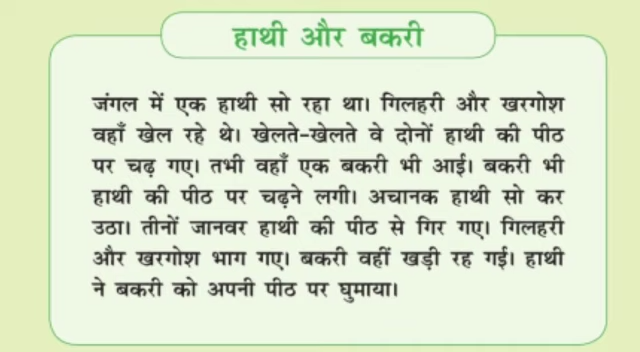 हाथी और बकरी
जंगल में एक हाथी सो रहा था। गिलहरी और खरगोश
वहाँ खेल रहे थे। खेलते-खेलते वे दोनों हाथी की पीठ
पर चढ़ गए। तभी वहाँ एक बकरी भी आई। बकरी भी
हाथी की पीठ पर चढ़ने लगी। अचानक हाथी सो कर
उठा। तीनों जानवर हाथी की पीठ से गिर गए। गिलहरी
और खरगोश भाग गए। बकरी वहीं खड़ी रह गई। हाथी
ने बकरी को अपनी पीठ पर घुमाया।